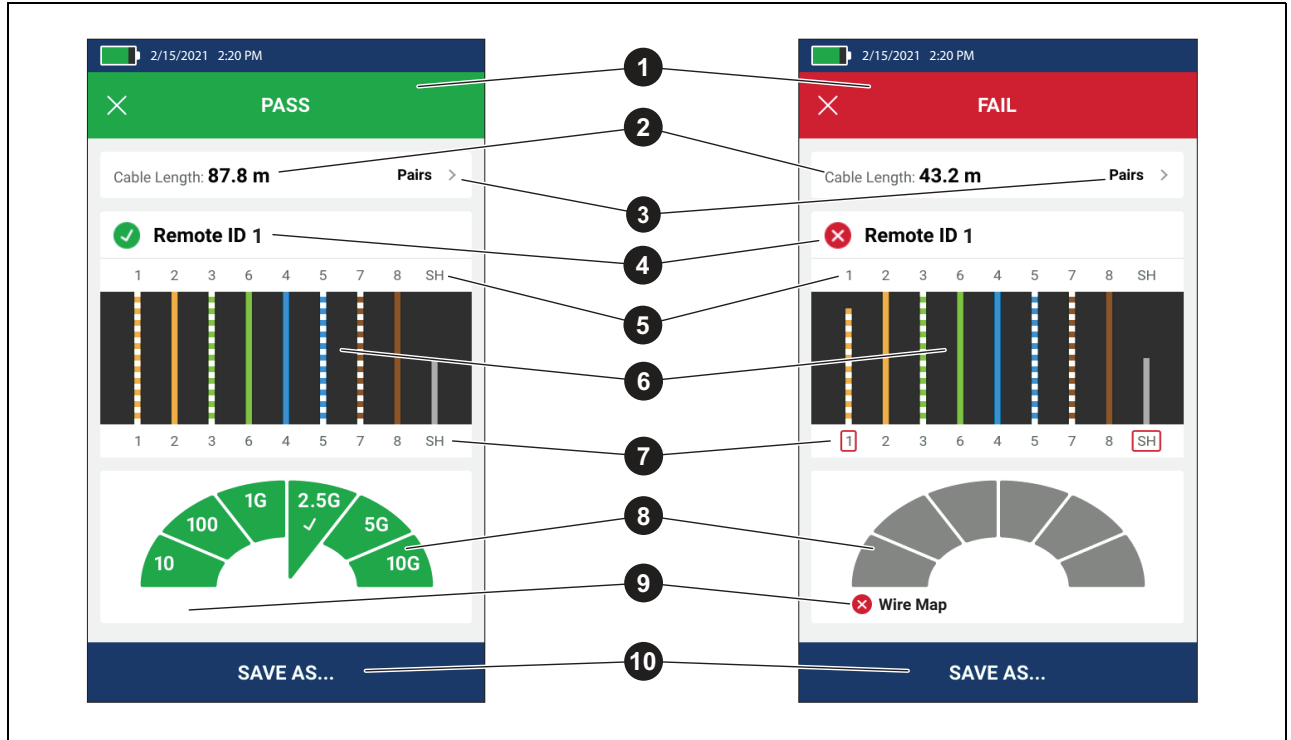 2/15/2021 2:20 PM
PASS
Cable Length: 87.8 m Pairs >
Remote ID 1
1 2 3 6 4 5 7 8 SH
1 2 3 6 4 5 7 8 SH
10 100 1G 2.5G 5G 10G
SAVE AS...
1
2
3
4
5
6
7
8
9
10
2/15/2021 2:20 PM
FAIL
Cable Length: 43.2 m Pairs >
Remote ID 1
1 2 3 6 4 5 7 8 SH
1 2 3 6 4 5 7 8 SH
Wire Map
SAVE AS...